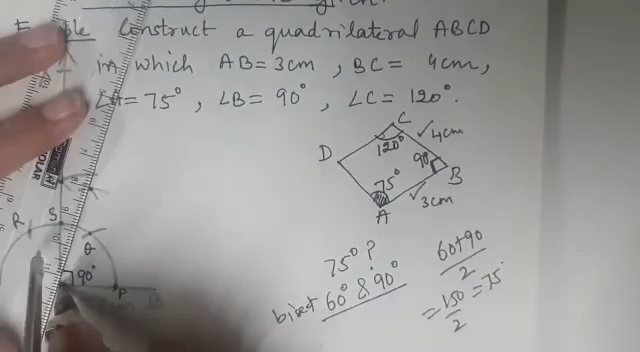 Construct a quadrilateral ABCD
in which AB=3cm, BC= 4cm,
=75°, ∠B= 90°, ∠C= 120°.
C
120°
4cm
90°
D
B
75°
3cm
A
R
S
Q
90°
P
75°?
bisect 60° & 90°
60+90
2
=150=75°
2